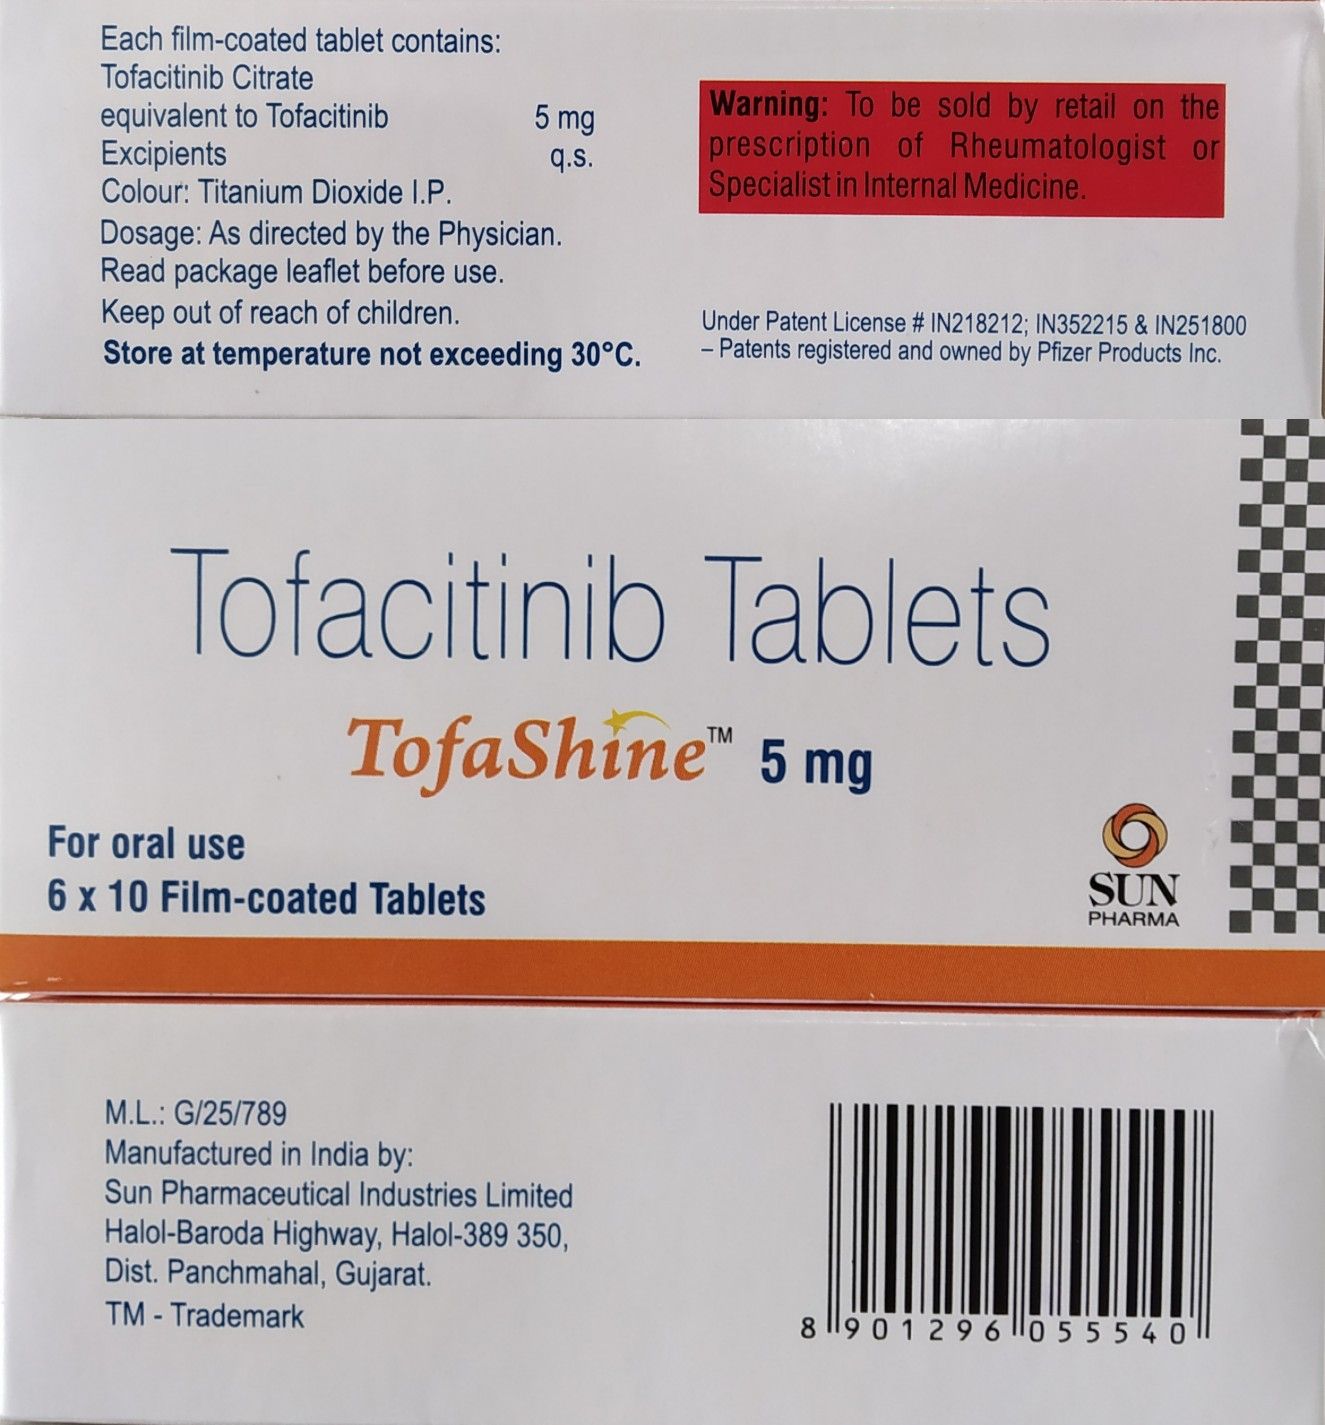 Each film-coated tablet contains:
Tofacitinib Citrate
equivalent to Tofacitinib 5 mg
Excipients q.s.
Colour: Titanium Dioxide I.P.
Dosage: As directed by the Physician.
Read package leaflet before use.
Keep out of reach of children.
Store at temperature not exceeding 30°C.
Warning: To be sold by retail on the
prescription of Rheumatologist or
Specialist in Internal Medicine.
Under Patent License # IN218212; IN352215 & IN251800
– Patents registered and owned by Pfizer Products Inc.
Tofacitinib Tablets
TofaShine™ 5 mg
For oral use
6 x 10 Film-coated Tablets
SUN
PHARMA
M.L.: G/25/789
Manufactured in India by:
Sun Pharmaceutical Industries Limited
Halol-Baroda Highway, Halol-389 350,
Dist. Panchmahal, Gujarat.
TM - Trademark
8 901296 055540